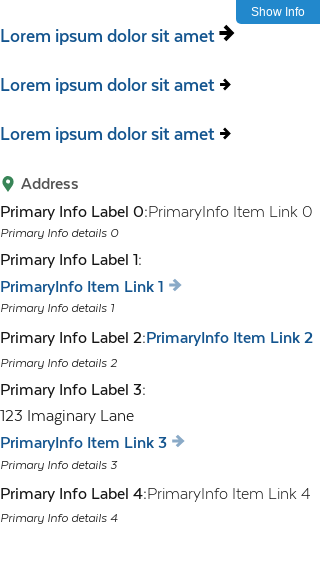 Show Info
Lorem ipsum dolor sit amet
Lorem ipsum dolor sit amet
Lorem ipsum dolor sit amet
Address
Primary Info Label 0:PrimaryInfo Item Link 0
Primary Info details 0
Primary Info Label 1:
PrimaryInfo Item Link 1
Primary Info details 1
Primary Info Label 2:PrimaryInfo Item Link 2
Primary Info details 2
Primary Info Label 3:
123 Imaginary Lane
PrimaryInfo Item Link 3
Primary Info details 3
Primary Info Label 4:PrimaryInfo Item Link 4
Primary Info details 4